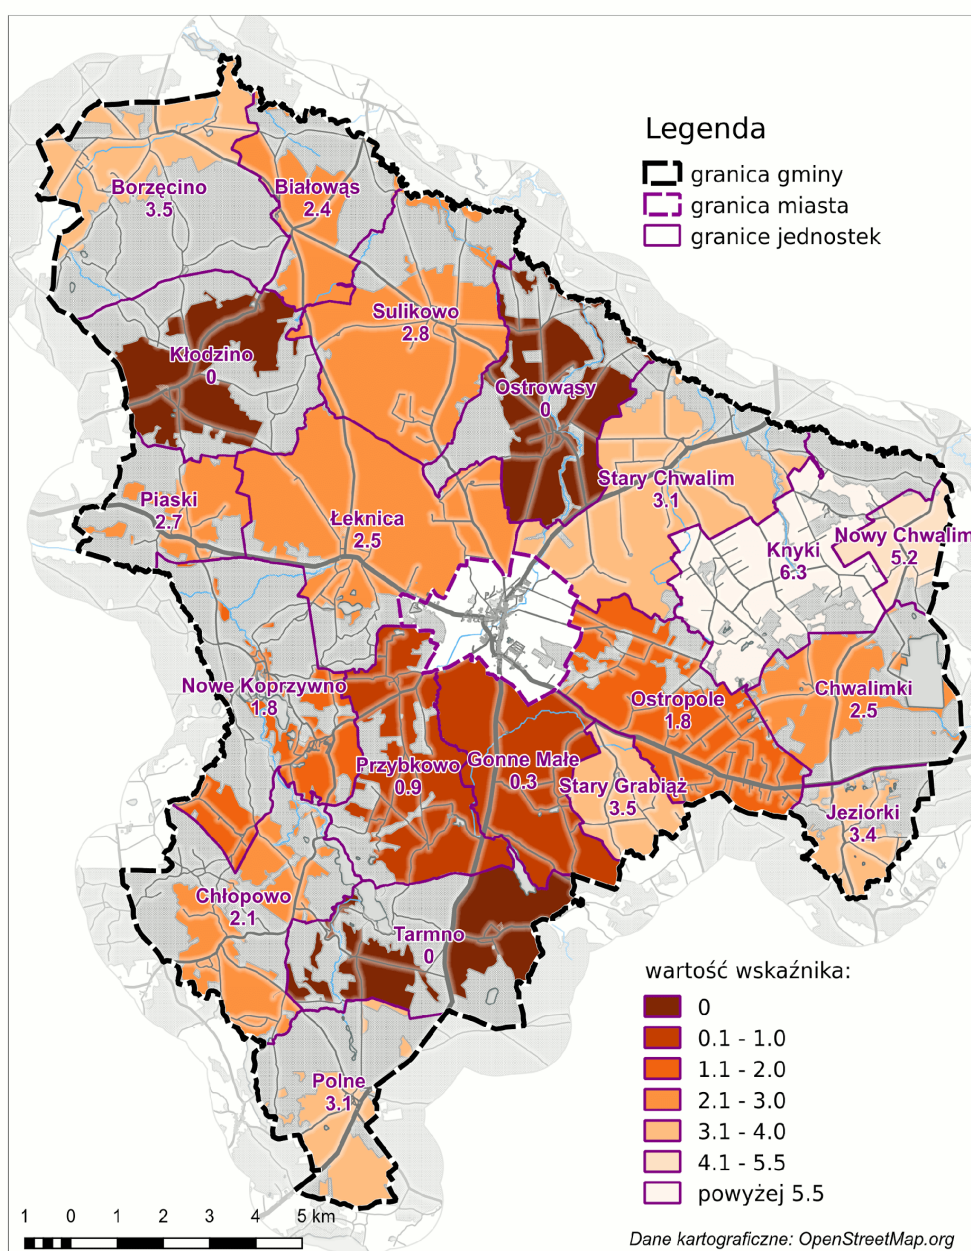 Legenda
granica gminy
granica miasta
granice jednostek
Borzęcino
3.5
Białowąs
2.4
Sulikowo
2.8
Kłodzino
0
Ostrowąsy
0
Stary Chwalim
3.1
Piaski
2.7
Łeknica
2.5
Knyki
6.3
Nowy Chwalim
5.2
Nowe Koprzywno
1.8
Ostropole
1.8
Chwalimki
2.5
Przybkowo
0.9
Gonne Małe
0.3
Stary Grabiąż
3.5
Jeziorki
3.4
Chłopowo
2.1
Tarmno
0
Polne
3.1
wartość wskaźnika:
0
0.1 - 1.0
1.1 - 2.0
2.1 - 3.0
3.1 - 4.0
4.1 - 5.5
powyżej 5.5
1 0 1 2 3 4 5 km
Dane kartograficzne: OpenStreetMap.org